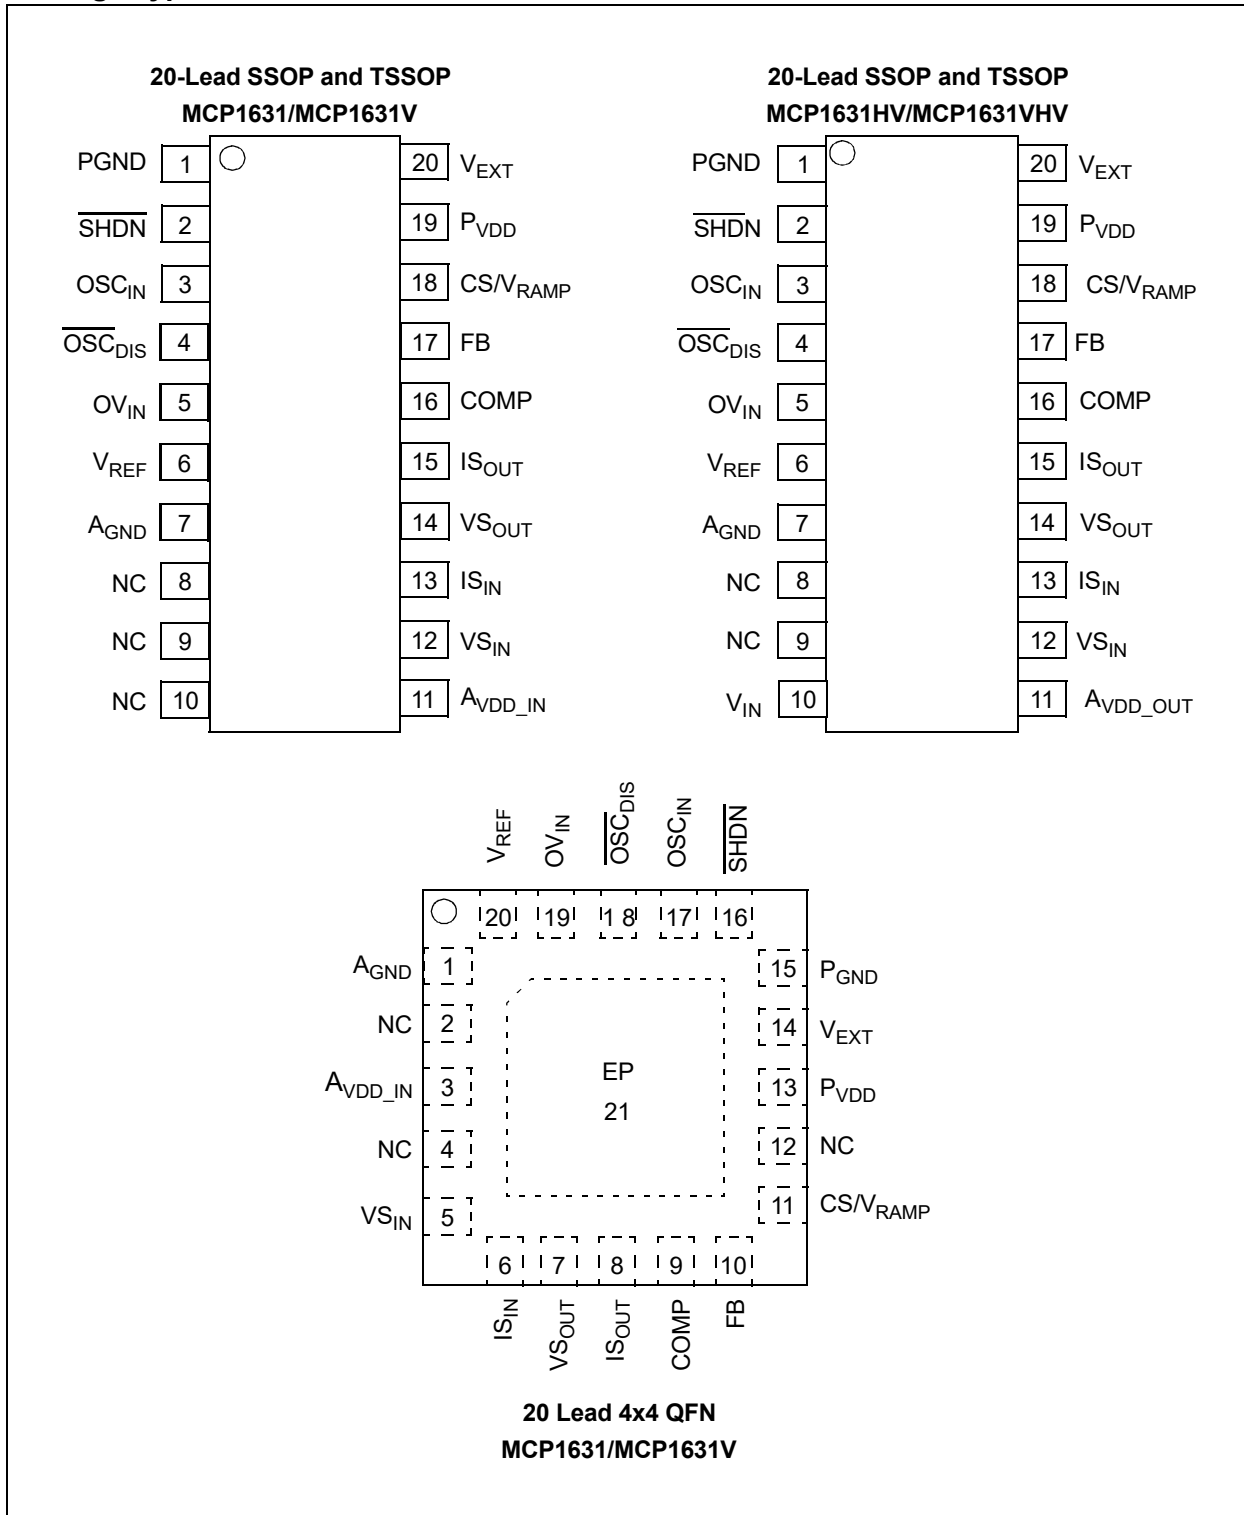 20-Lead SSOP and TSSOP
MCP1631/MCP1631V
PGND 1
SHDN 2
OSCIN 3
OSCDIS 4
OVIN 5
VREF 6
AGND 7
NC 8
NC 9
NC 10
20 VEXT
19 PVDD
18 CS/VRAMP
17 FB
16 COMP
15 ISOUT
14 VSOUT
13 ISIN
12 VSIN
11 AVDD_IN
20-Lead SSOP and TSSOP
MCP1631HV/MCP1631VHV
PGND 1
SHDN 2
OSCIN 3
OSCDIS 4
OVIN 5
VREF 6
AGND 7
NC 8
NC 9
VIN 10
20 VEXT
19 PVDD
18 CS/VRAMP
17 FB
16 COMP
15 ISOUT
14 VSOUT
13 ISIN
12 VSIN
11 AVDD_OUT
VREF OVIN OSCDIS OSCIN SHDN
20 19 1 8 17 16
AGND 1
NC 2
AVDD_IN 3
NC 4
VSIN 5
EP
21
15 PGND
14 VEXT
13 PVDD
12 NC
11 CS/VRAMP
6 7 8 9 10
ISIN VSOUT ISOUT COMP FB
20 Lead 4x4 QFN
MCP1631/MCP1631V